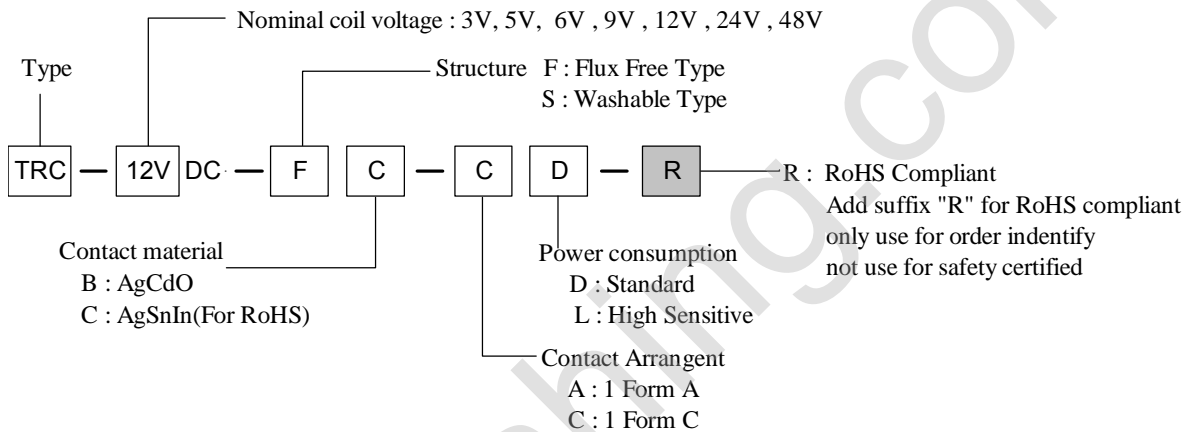 Nominal coil voltage : 3V, 5V, 6V , 9V , 12V , 24V , 48V
Type
Structure F : Flux Free Type
S : Washable Type
TRC — 12V DC — F C — C D — R
R : RoHS Compliant
Add suffix "R" for RoHS compliant
only use for order indentify
not use for safety certified
Contact material
B : AgCdO
C : AgSnIn(For RoHS)
Power consumption
D : Standard
L : High Sensitive
Contact Arrangent
A : 1 Form A
C : 1 Form C